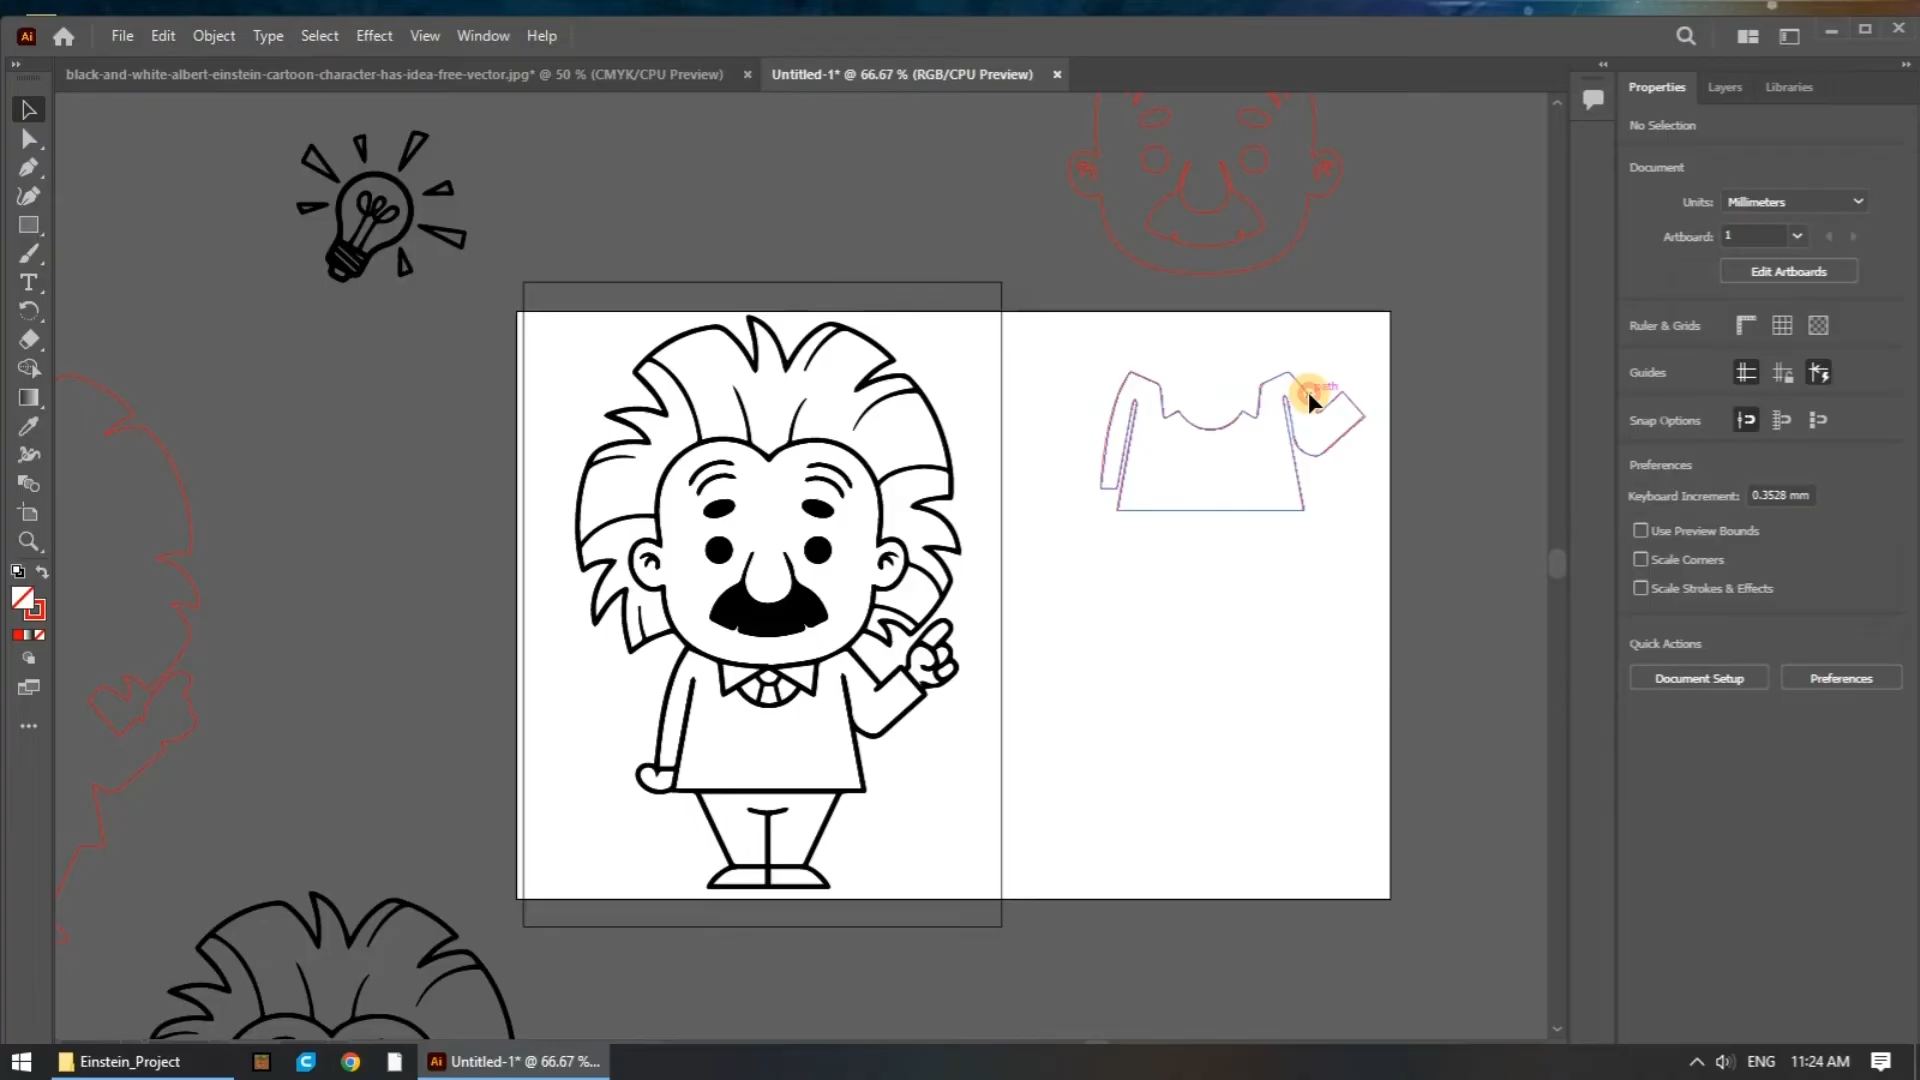 Ai File Edit Object Type Select Effect View Window Help
black-and-white-albert-einstein-cartoon-character-has-idea-free-vector.jpg* @ 50 % (CMYK/CPU Preview) Untitled-1* @ 66.67 % (RGB/CPU Preview)
Properties Layers Libraries
No Selection
Document
Units: Millimeters
Artboard: 1
Edit Artboards
Ruler & Grids
Guides
path
Snap Options
Preferences
Keyboard Increment: 0.3528 mm
Use Preview Bounds
Scale Corners
Scale Strokes & Effects
Quick Actions
Document Setup Preferences
Einstein_Project Ai Untitled-1* @ 66.67 %... ENG 11:24 AM